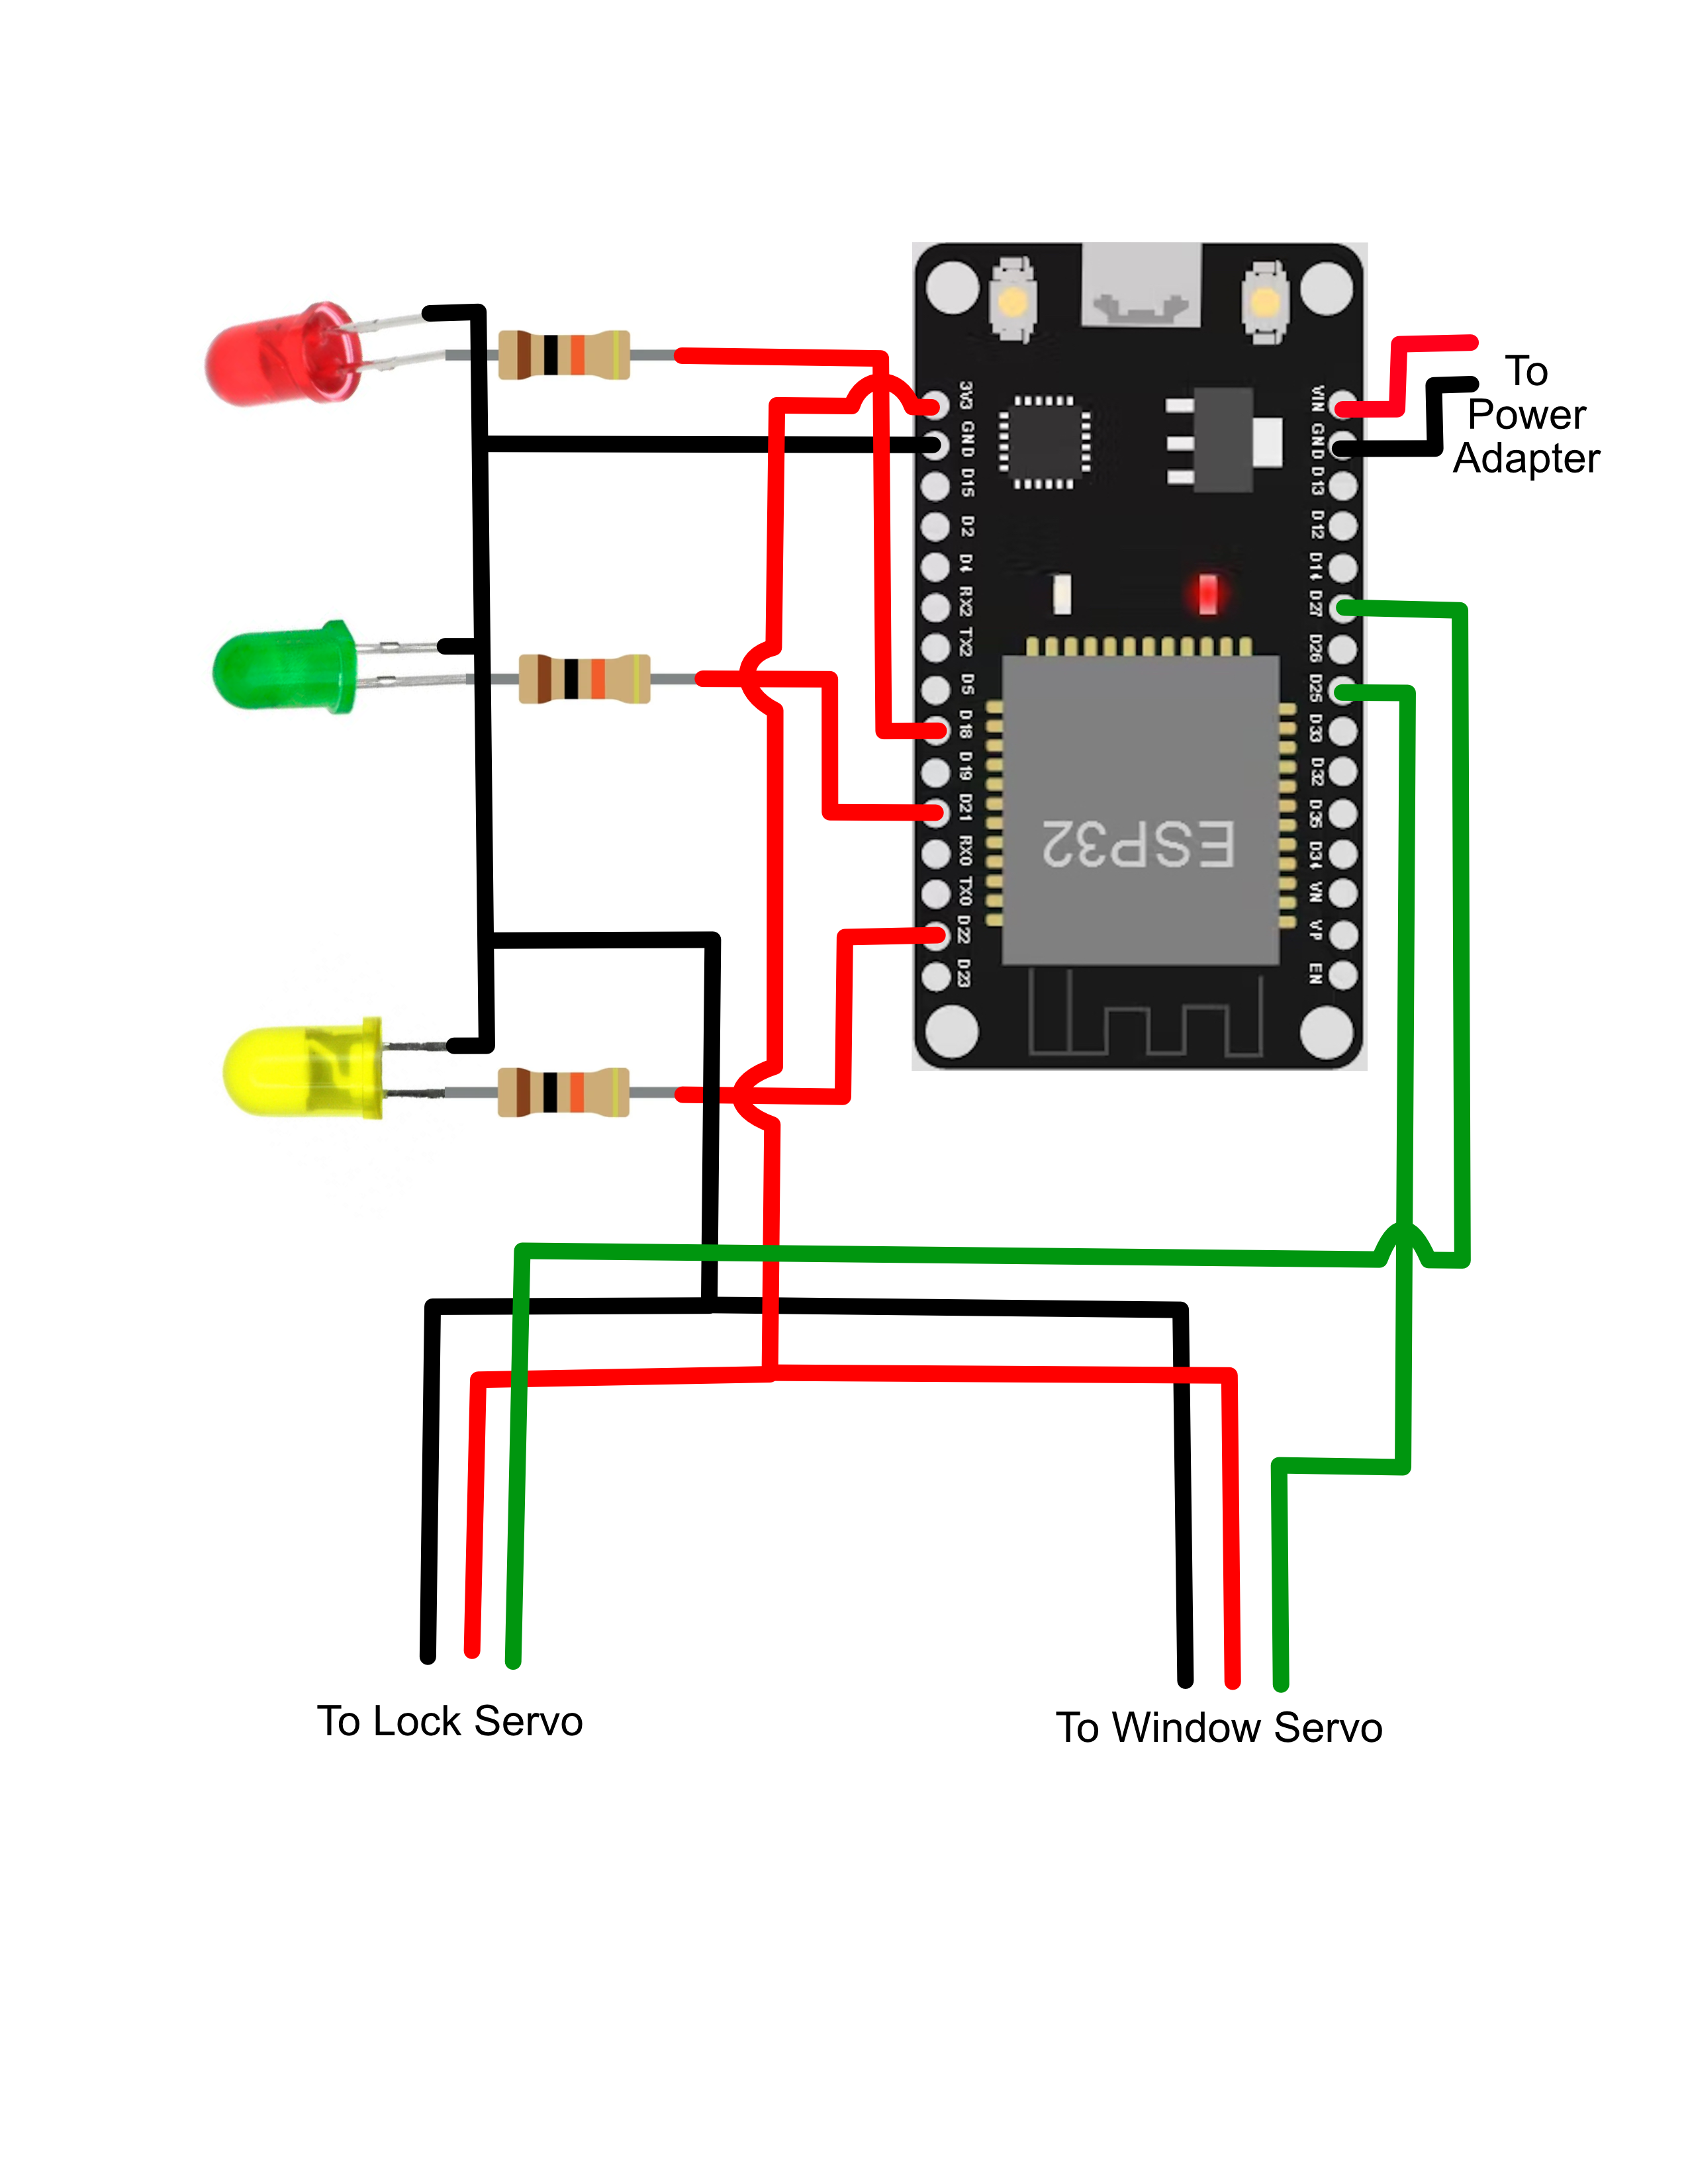 3V3
GND
D15
D2
D4
RX2
TX2
D5
D18
D19
D21
RX0
TX0
D22
D23
VIN
GND
D13
D12
D14
D27
D26
D25
D33
D32
D35
D34
VN
VP
EN
ESP32
To
Power
Adapter
To Lock Servo
To Window Servo